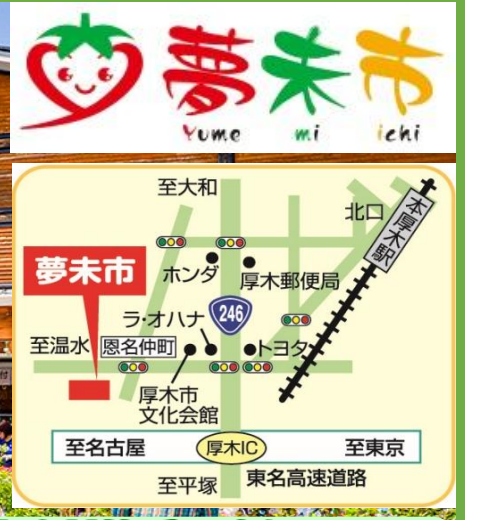 夢未市
Yume mi ichi
至大和
北口
本厚木駅
ホンダ
厚木郵便局
夢未市
246
ラ・オハナ
至温水
恩名仲町
トヨタ
厚木市
文化会館
至名古屋
厚木IC
至東京
至平塚
東名高速道路